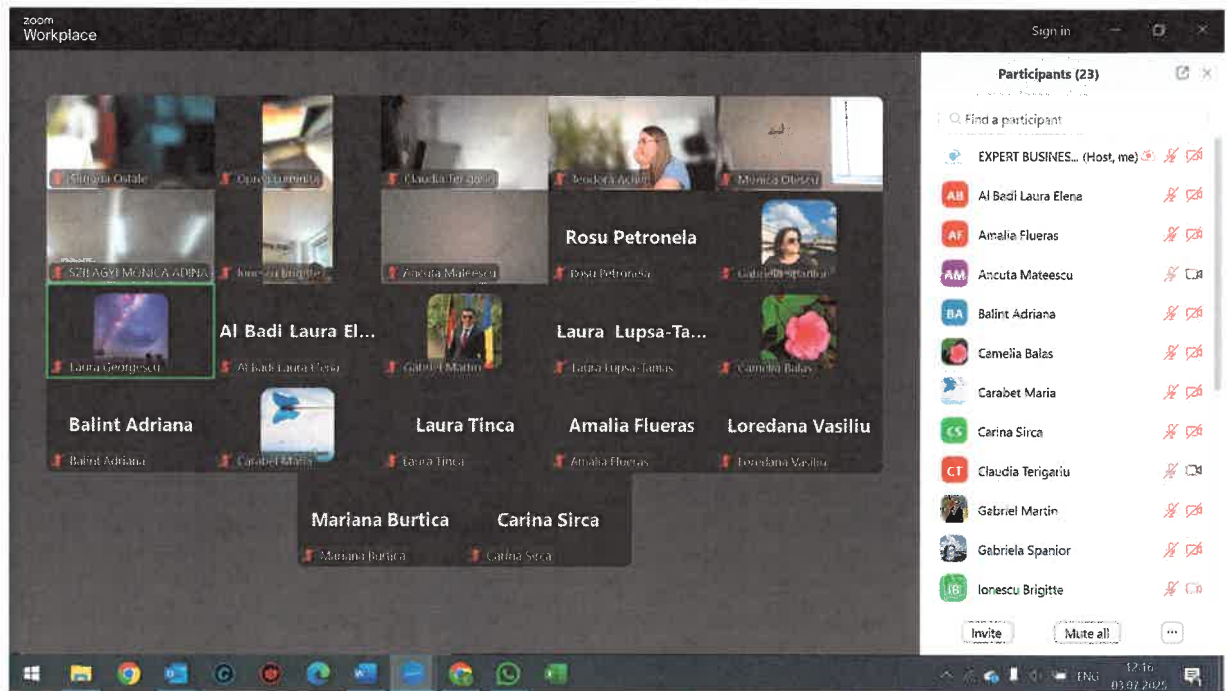 zoom
Workplace
Sign in
Participants (23)
Find a participant
EXPERT BUSINES... (Host, me)
AB Al Badi Laura Elena
AF Amalia Flueras
AM Ancuta Mateescu
BA Balint Adriana
Camelia Balas
Carabet Maria
CS Carina Sirca
CT Claudia Terigariu
Gabriel Martin
Gabriela Spanior
IB Ionescu Brigitte
Invite
Mute all
Oprea Luminita
Claudia Terigariu
Monica Olescu
SZILAGYI MONICA ADINA
Ionescu Brigitte
Ancuta Mateescu
Rosu Petronela
Rosu Petronela
Gabriela Spanior
Laura Georgescu
Al Badi Laura El...
Al Badi Laura Elena
Gabriel Martin
Laura Lupsa-Ta...
Laura Lupsa-Tamas
Camelia Balas
Balint Adriana
Balint Adriana
Carabet Maria
Laura Tinca
Laura Tinca
Amalia Flueras
Amalia Flueras
Loredana Vasiliu
Loredana Vasiliu
Mariana Burtica
Mariana Burtica
Carina Sirca
Carina Sirca
ENG
12:16
03.07.2025